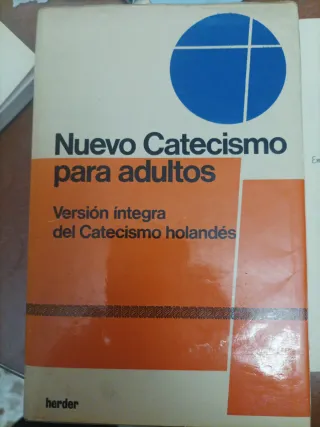 Nuevo Catecismo
para adultos
Versión íntegra
del Catecismo holandés
herder